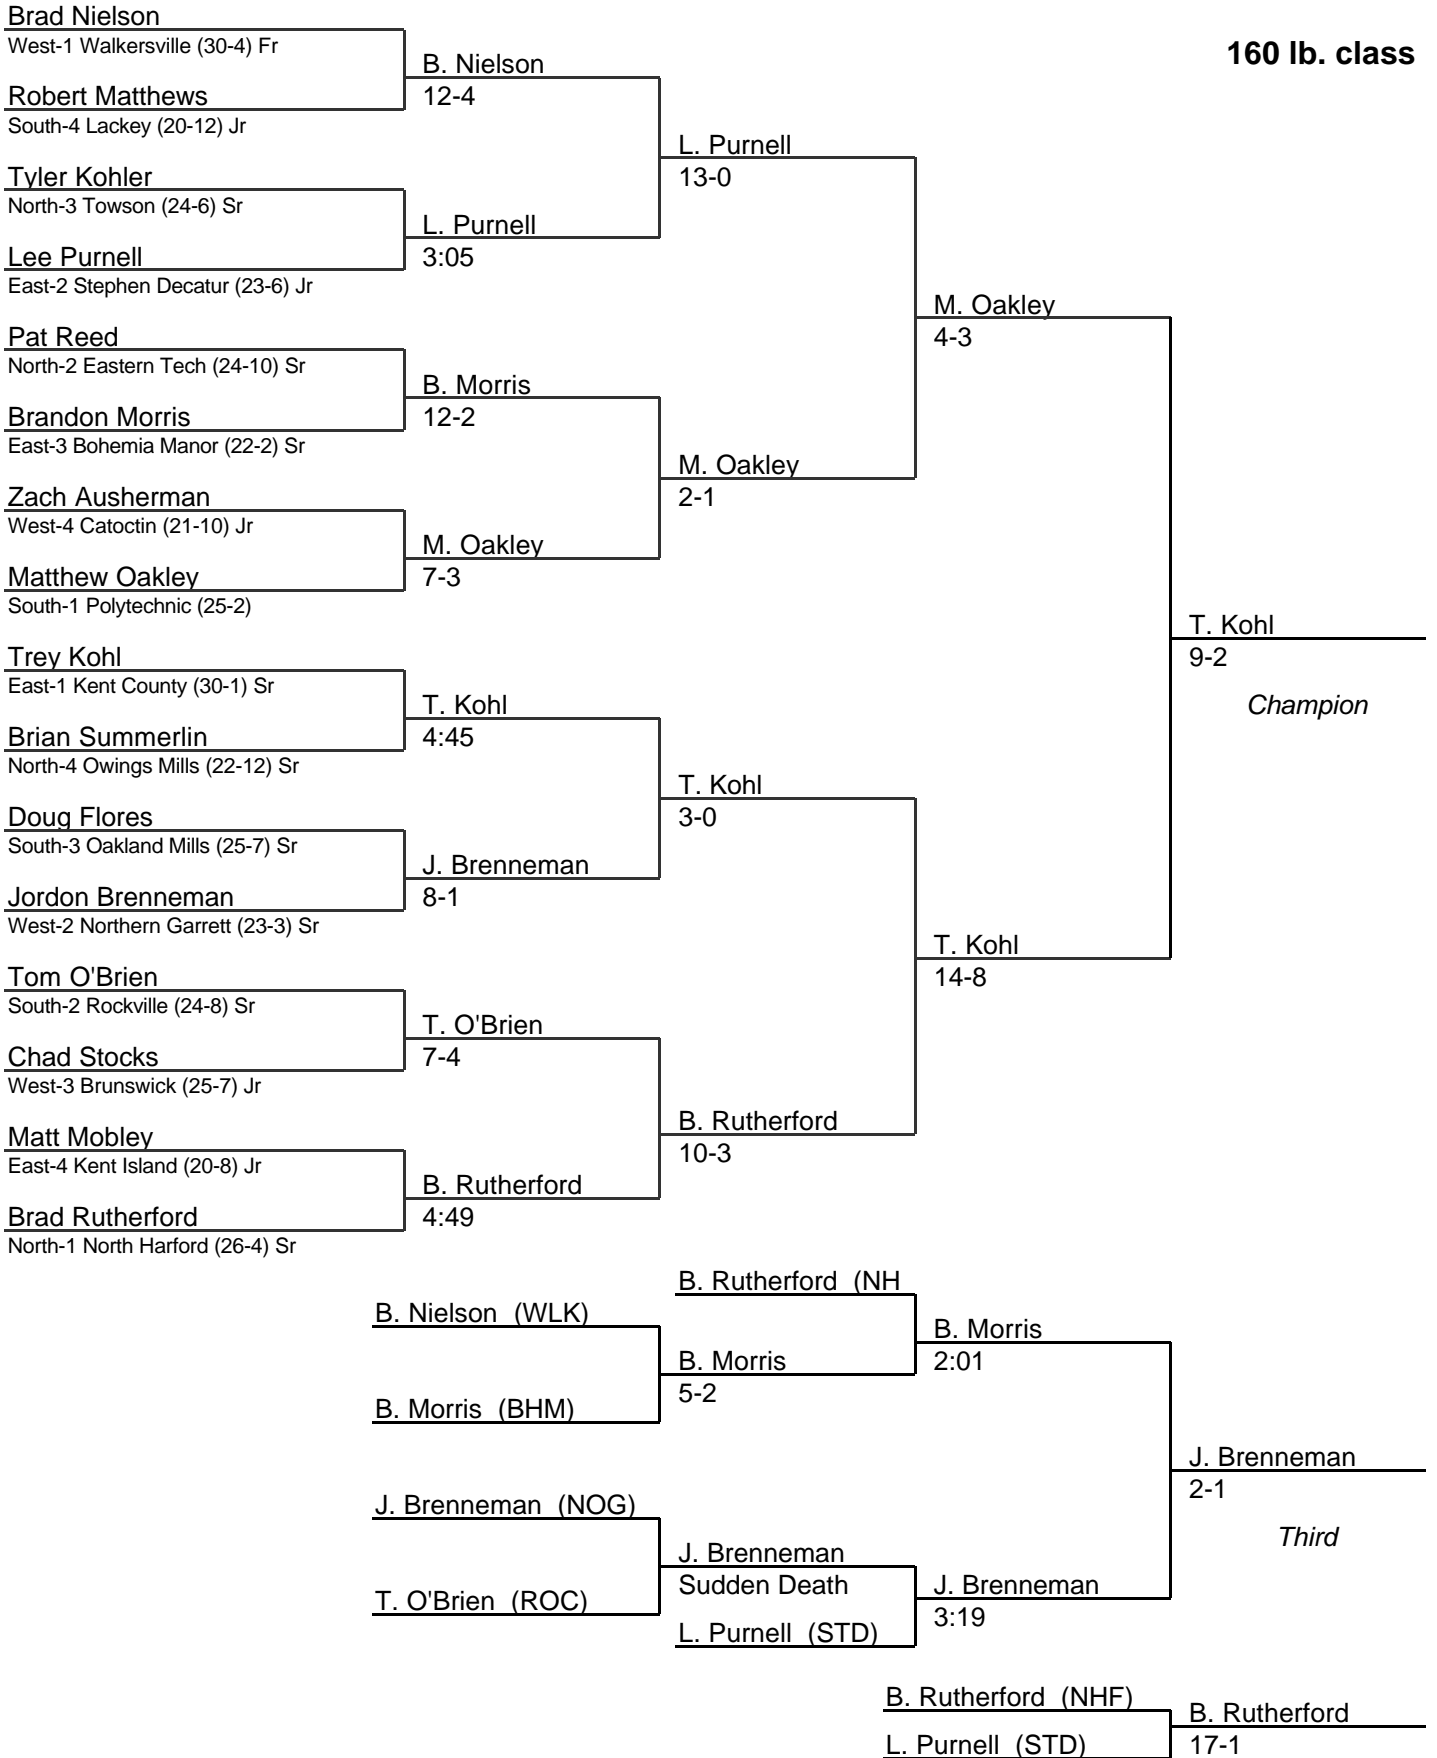 160 lb. class
Brad Nielson
West-1 Walkersville (30-4) Fr
Robert Matthews
South-4 Lackey (20-12) Jr
Tyler Kohler
North-3 Towson (24-6) Sr
Lee Purnell
East-2 Stephen Decatur (23-6) Jr
Pat Reed
North-2 Eastern Tech (24-10) Sr
Brandon Morris
East-3 Bohemia Manor (22-2) Sr
Zach Ausherman
West-4 Catoctin (21-10) Jr
Matthew Oakley
South-1 Polytechnic (25-2)
Trey Kohl
East-1 Kent County (30-1) Sr
Brian Summerlin
North-4 Owings Mills (22-12) Sr
Doug Flores
South-3 Oakland Mills (25-7) Sr
Jordon Brenneman
West-2 Northern Garrett (23-3) Sr
Tom O'Brien
South-2 Rockville (24-8) Sr
Chad Stocks
West-3 Brunswick (25-7) Jr
Matt Mobley
East-4 Kent Island (20-8) Jr
Brad Rutherford
North-1 North Harford (26-4) Sr
B. Nielson
12-4
L. Purnell
3:05
B. Morris
12-2
M. Oakley
7-3
T. Kohl
4:45
J. Brenneman
8-1
T. O'Brien
7-4
B. Rutherford
4:49
L. Purnell
13-0
M. Oakley
2-1
T. Kohl
3-0
B. Rutherford
10-3
M. Oakley
4-3
T. Kohl
14-8
T. Kohl
9-2
Champion
B. Nielson (WLK)
B. Morris (BHM)
J. Brenneman (NOG)
T. O'Brien (ROC)
B. Rutherford (NH
B. Morris
5-2
J. Brenneman
Sudden Death
L. Purnell (STD)
B. Morris
2:01
J. Brenneman
3:19
J. Brenneman
2-1
Third
B. Rutherford (NHF)
L. Purnell (STD)
B. Rutherford
17-1